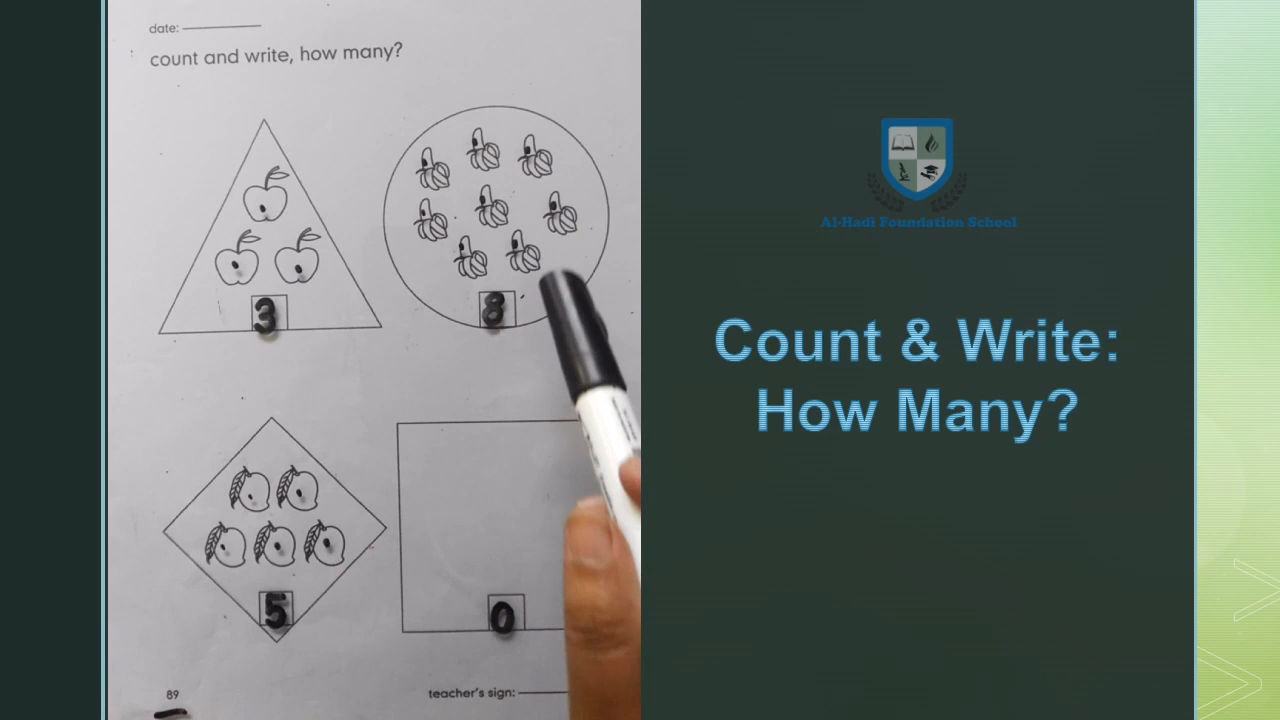 date:
count and write, how many?
3
8
5
0
89
teacher's sign:
Al-Hadi Foundation School
Count & Write:
How Many?